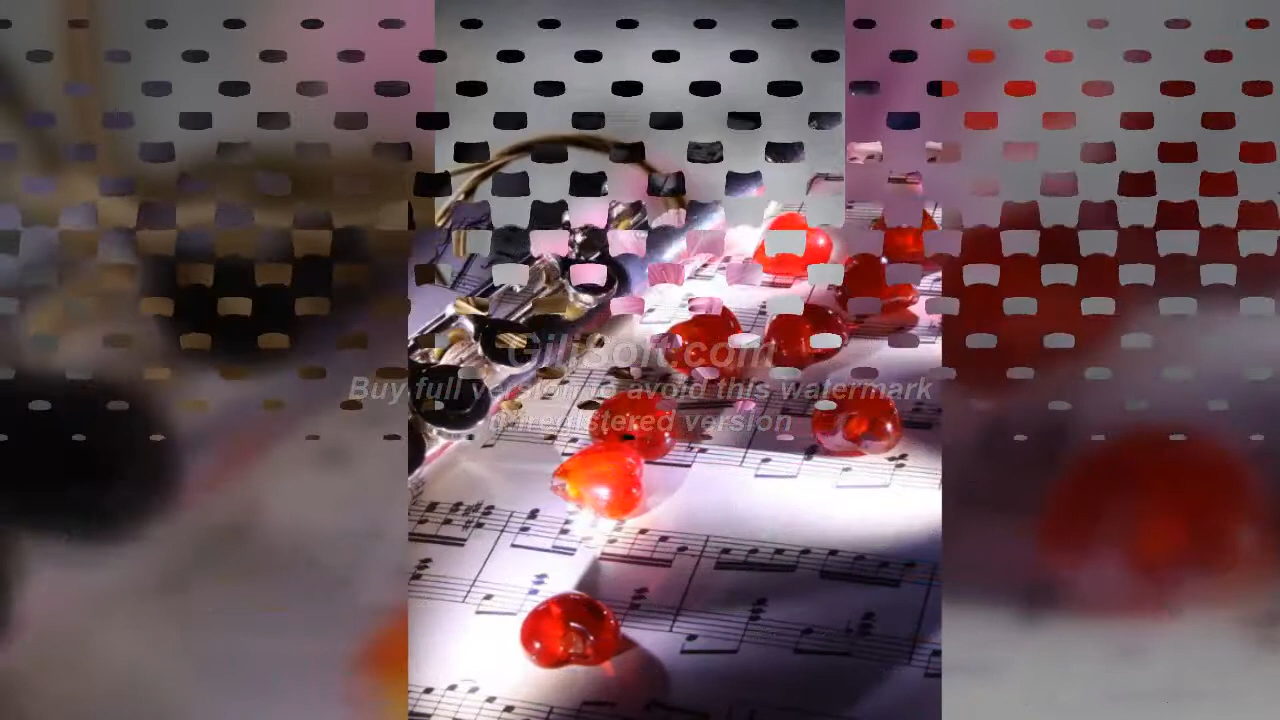 GiliSoft.com
Buy full version to avoid this watermark
unregistered version